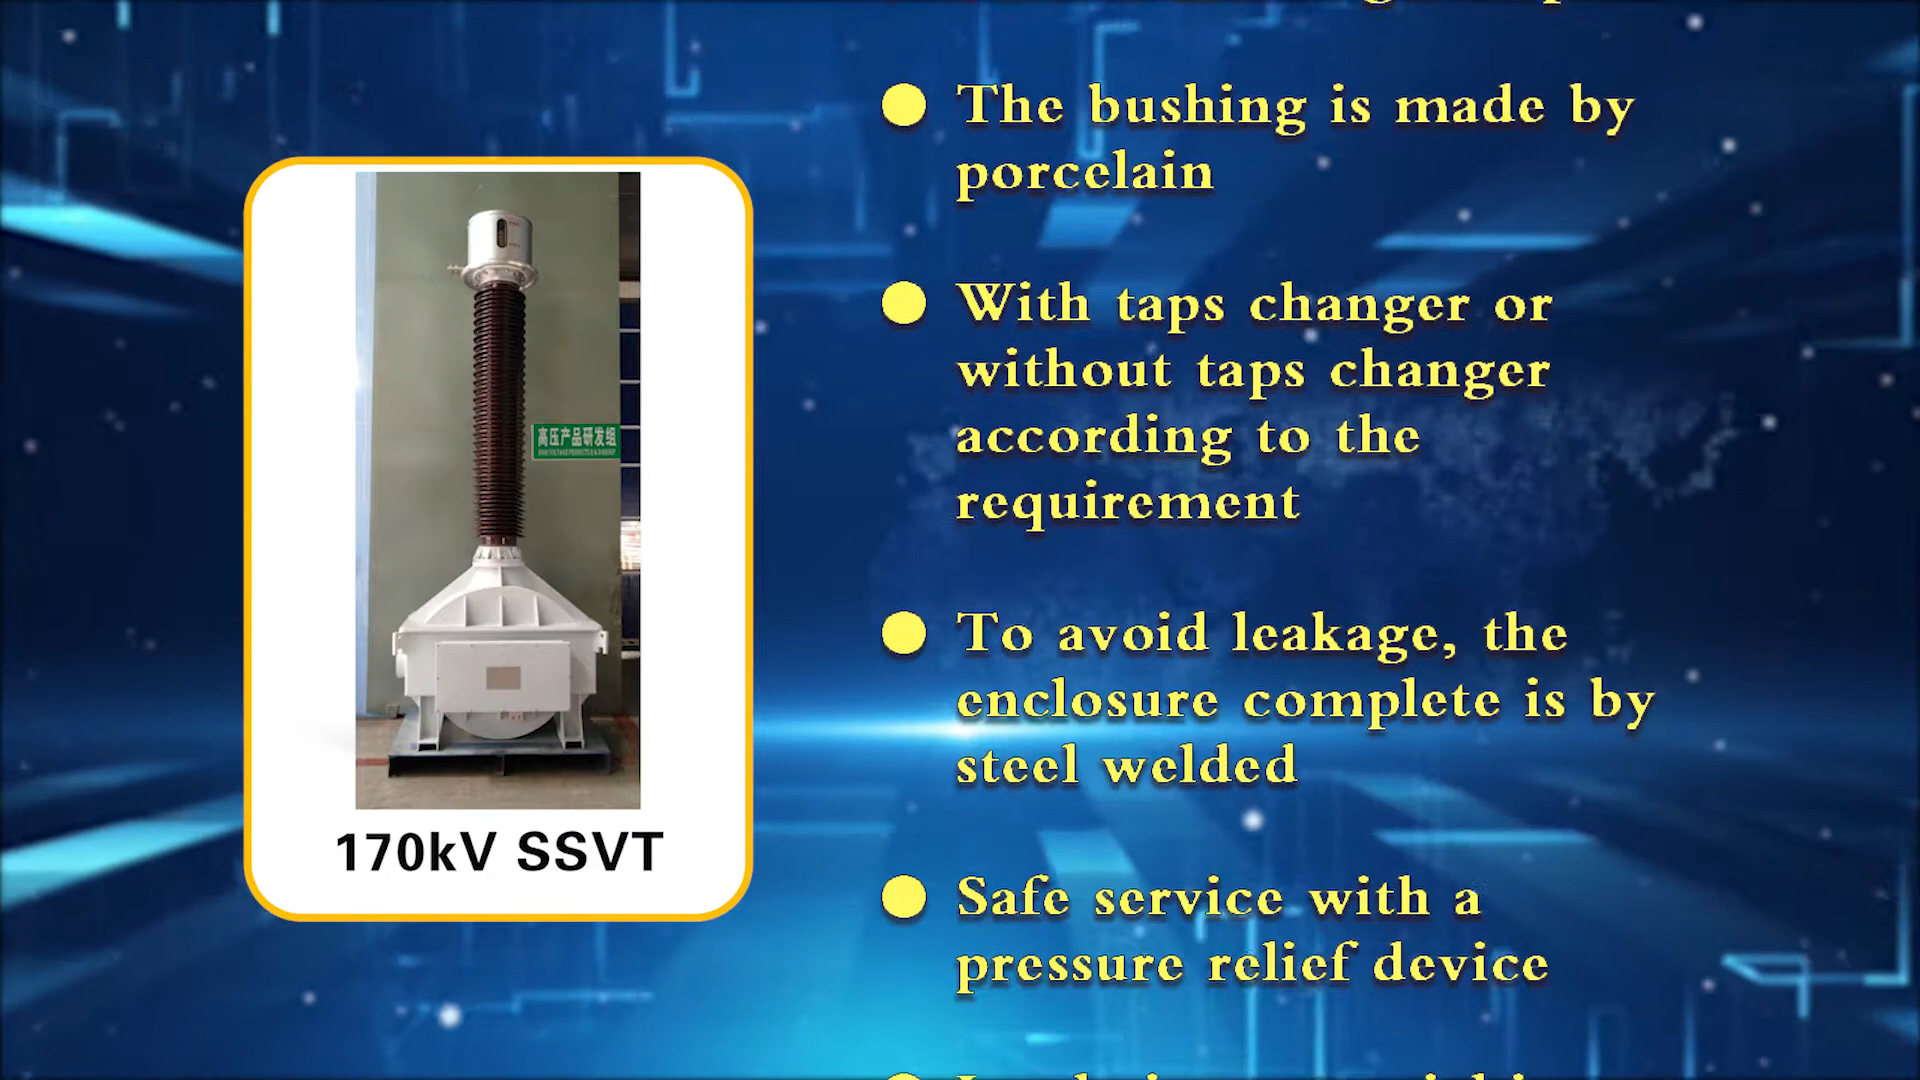 The bushing is made by
porcelain
With taps changer or
without taps changer
according to the
requirement
To avoid leakage, the
enclosure complete is by
steel welded
Safe service with a
pressure relief device
高压产品研发组
170kV SSVT